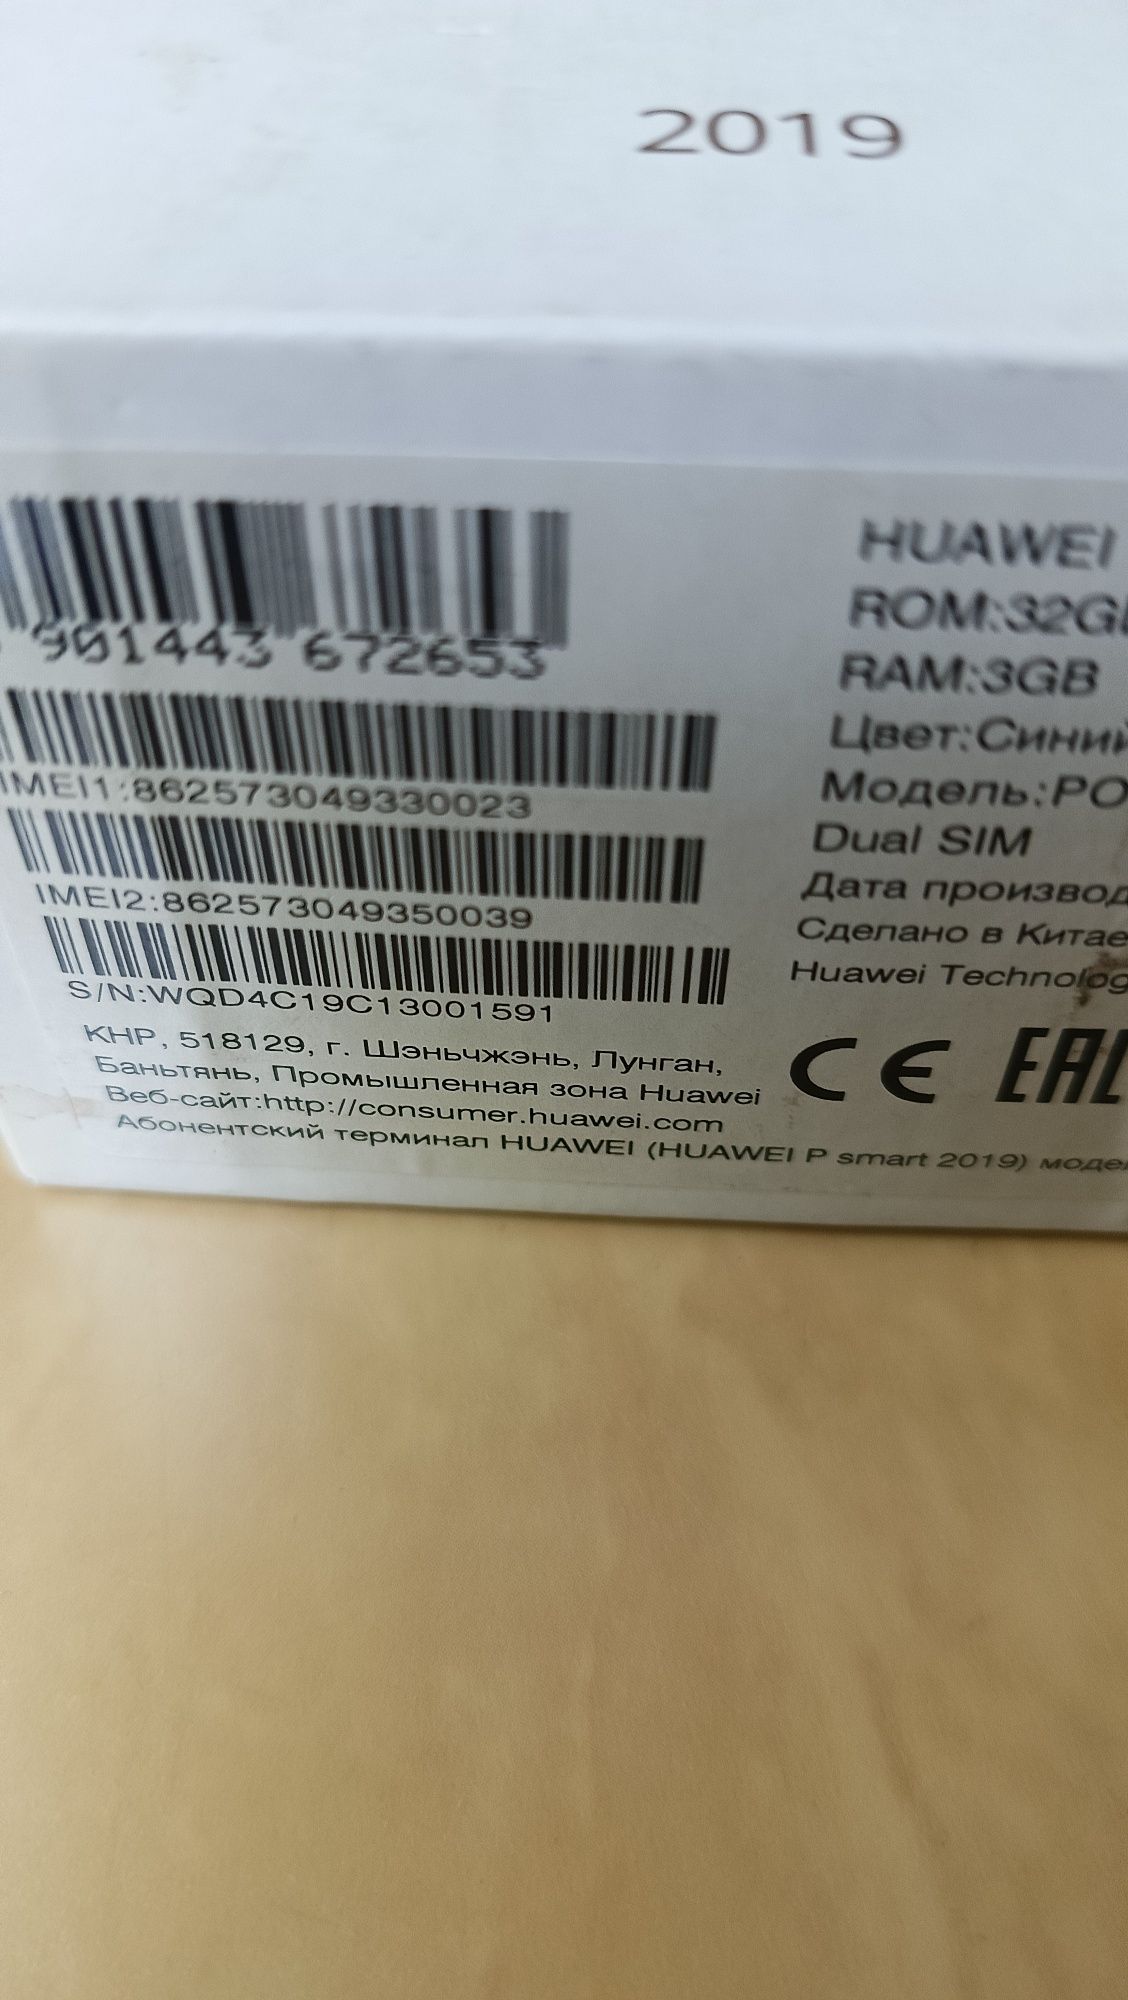 2019
901443 672653
IMEI1:862573049330023
IMEI2:862573049350039
S/N:WQD4C19C13001591
КНР, 518129, г. Шэньчжэнь, Лунган,
Баньтянь, Промышленная зона Huawei
Веб-сайт:http://consumer.huawei.com
Абонентский терминал HUAWEI (HUAWEI P smart 2019)
HUAWEI
ROM:32G
RAM:3GB
Цвет:Синий
Модель:PO
Dual SIM
Дата производ
Сделано в Китае
Huawei Technolog
CE EAC